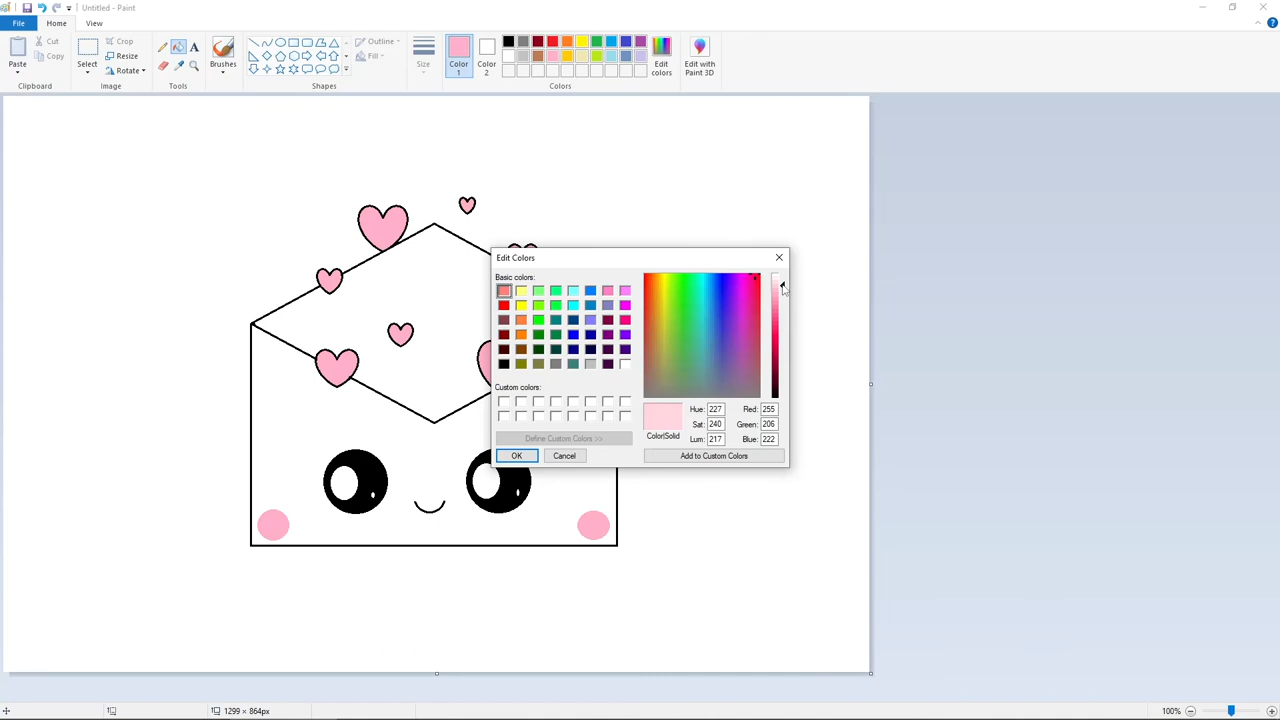 Untitled - Paint
File Home View
Paste
Cut
Copy
Clipboard
Select
Crop
Resize
Rotate
Image
A
Tools
Brushes
Outline
Fill
Shapes
Size
Color
1
Color
2
Edit
colors
Colors
Edit with
Paint 3D
Edit Colors
Basic colors:
Custom colors:
Define Custom Colors >>
OK Cancel
Color|Solid
Hue: 227 Red: 255
Sat: 240 Green: 206
Lum: 217 Blue: 222
Add to Custom Colors
1299 × 864px
100%